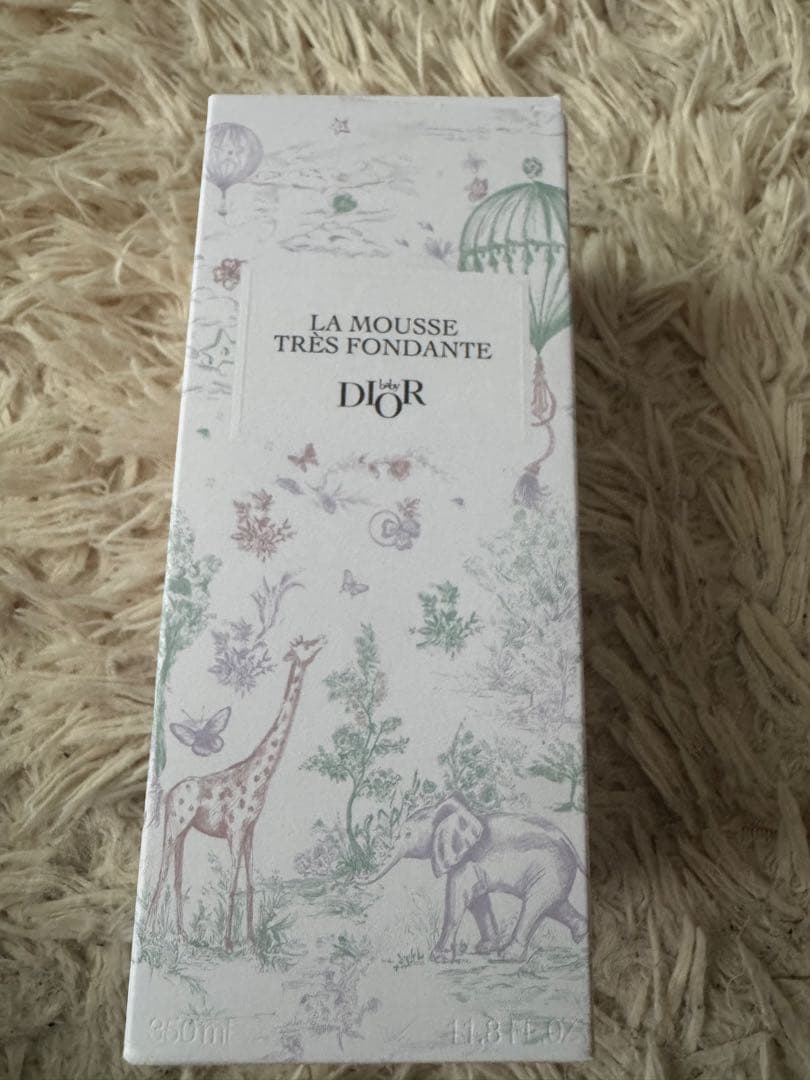 LA MOUSSE
TRÈS FONDANTE
baby
DIOR
350ml 11.8 fl.oz